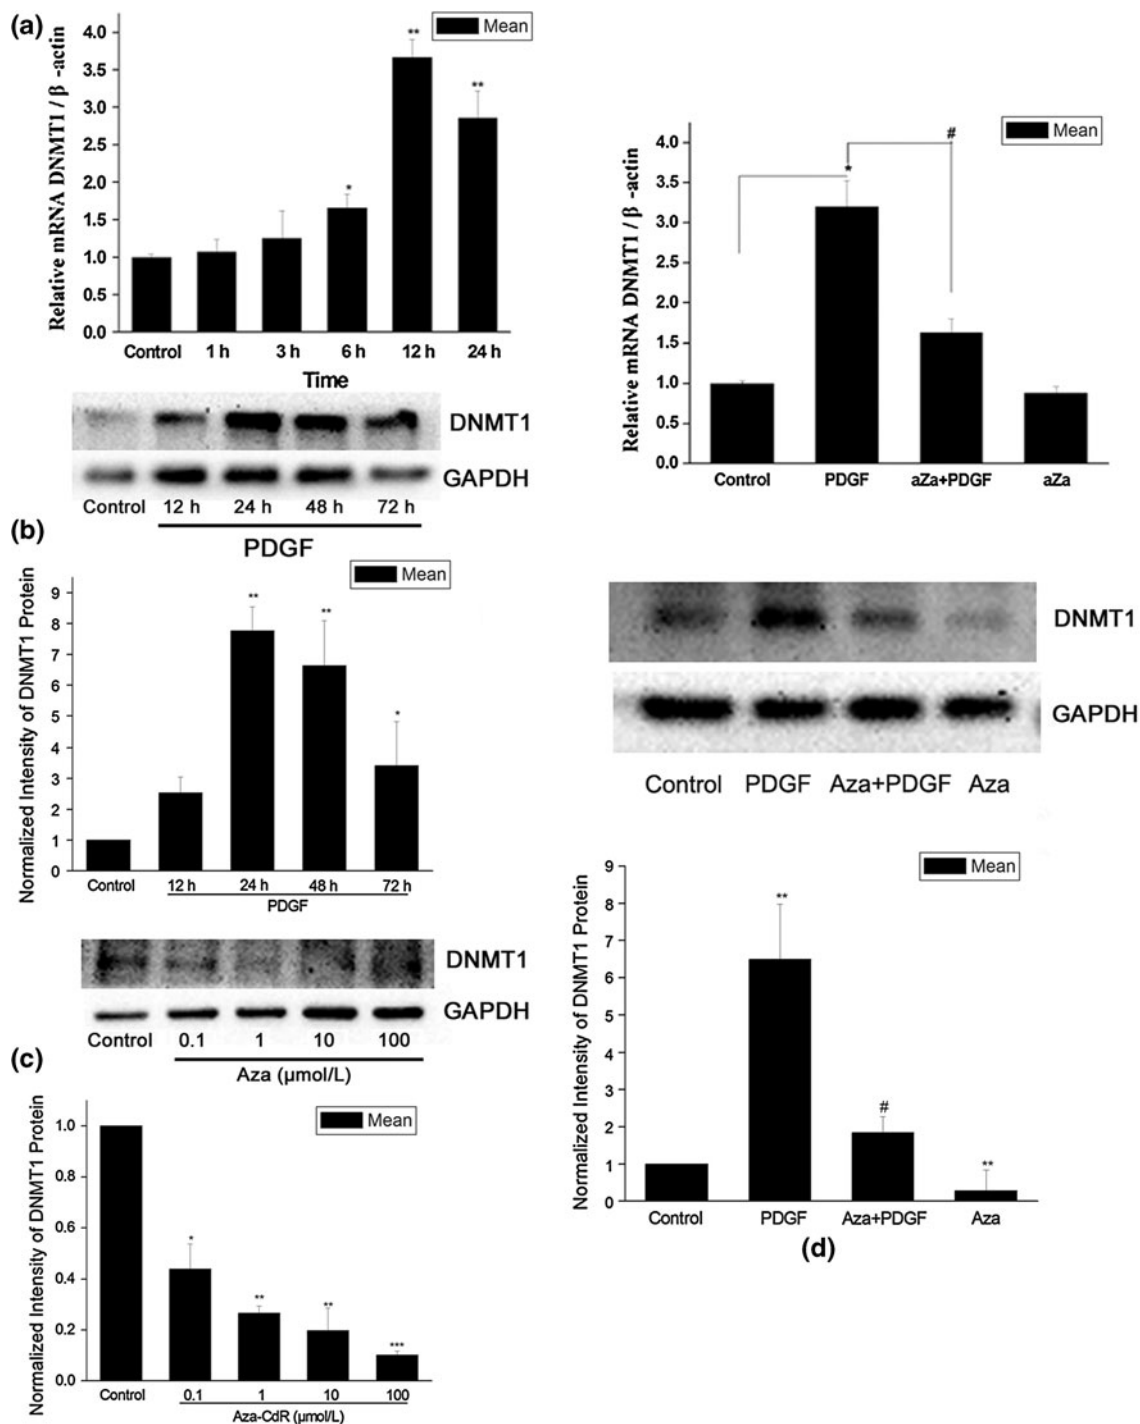 (a)
Relative mRNA DNMT1 / β -actin
4.0
3.5
3.0
2.5
2.0
1.5
1.0
0.5
0.0
Mean
*
**
**
Control 1 h 3 h 6 h 12 h 24 h
Time
DNMT1
GAPDH
Control 12 h 24 h 48 h 72 h
PDGF
Relative mRNA DNMT1 / β -actin
4.0
3.5
3.0
2.5
2.0
1.5
1.0
0.5
0.0
Mean
*
#
Control PDGF aZa+PDGF aZa
(b)
Normalized Intensity of DNMT1 Protein
9
8
7
6
5
4
3
2
1
0
Mean
**
**
*
Control 12 h 24 h 48 h 72 h
PDGF
DNMT1
GAPDH
Control 0.1 1 10 100
Aza (μmol/L)
(c)
Normalized Intensity of DNMT1 Protein
1.0
0.8
0.6
0.4
0.2
0.0
Mean
*
**
**
***
Control 0.1 1 10 100
Aza-CdR (μmol/L)
DNMT1
GAPDH
Control PDGF Aza+PDGF Aza
Normalized Intensity of DNMT1 Protein
9
8
7
6
5
4
3
2
1
0
Mean
**
#
**
Control PDGF Aza+PDGF Aza
(d)